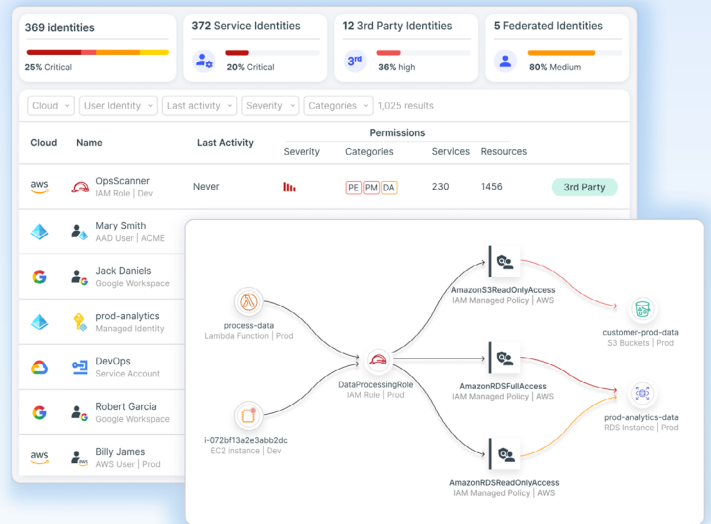 369 identities
25% Critical
372 Service Identities
20% Critical
12 3rd Party Identities
3rd
36% high
5 Federated Identities
80% Medium
Cloud User Identity Last activity Severity Categories 1,025 results
Permissions
Cloud Name Last Activity Severity Categories Services Resources
aws OpsScanner Never PE PM DA 230 1456 3rd Party
IAM Role | Dev
Mary Smith
AAD User | ACME
Jack Daniels
Google Workspace
prod-analytics
Managed Identity
DevOps
Service Account
Robert Garcia
Google Workspace
aws Billy James
aws AWS User | Prod
process-data
Lambda Function | Prod
i-072bf13a2e3abb2dc
EC2 instance | Dev
DataProcessingRole
IAM Role | Prod
AmazonS3ReadOnlyAccess
IAM Managed Policy | AWS
AmazonRDSFullAccess
IAM Managed Policy | AWS
AmazonRDSReadOnlyAccess
IAM Managed Policy | AWS
customer-prod-data
S3 Buckets | Prod
prod-analytics-data
RDS Instance | Prod